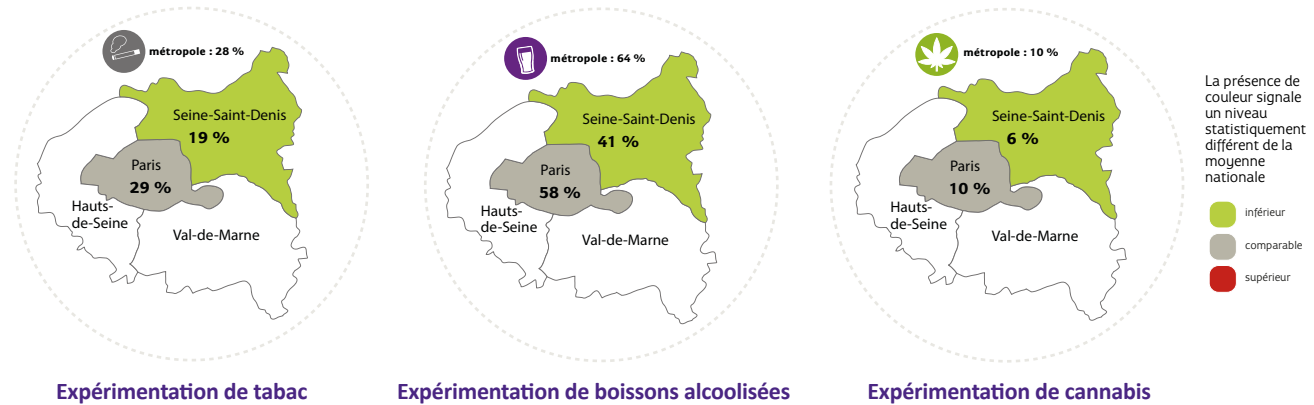 métropole : 28 %
Seine-Saint-Denis
19 %
Paris
29 %
Hauts-
de-Seine
Val-de-Marne
Expérimentation de tabac
métropole : 64 %
Seine-Saint-Denis
41 %
Paris
58 %
Hauts-
de-Seine
Val-de-Marne
Expérimentation de boissons alcoolisées
métropole : 10 %
Seine-Saint-Denis
6 %
Paris
10 %
Hauts-
de-Seine
Val-de-Marne
Expérimentation de cannabis
La présence de
couleur signale
un niveau
statistiquement
différent de la
moyenne
nationale
inférieur
comparable
supérieur